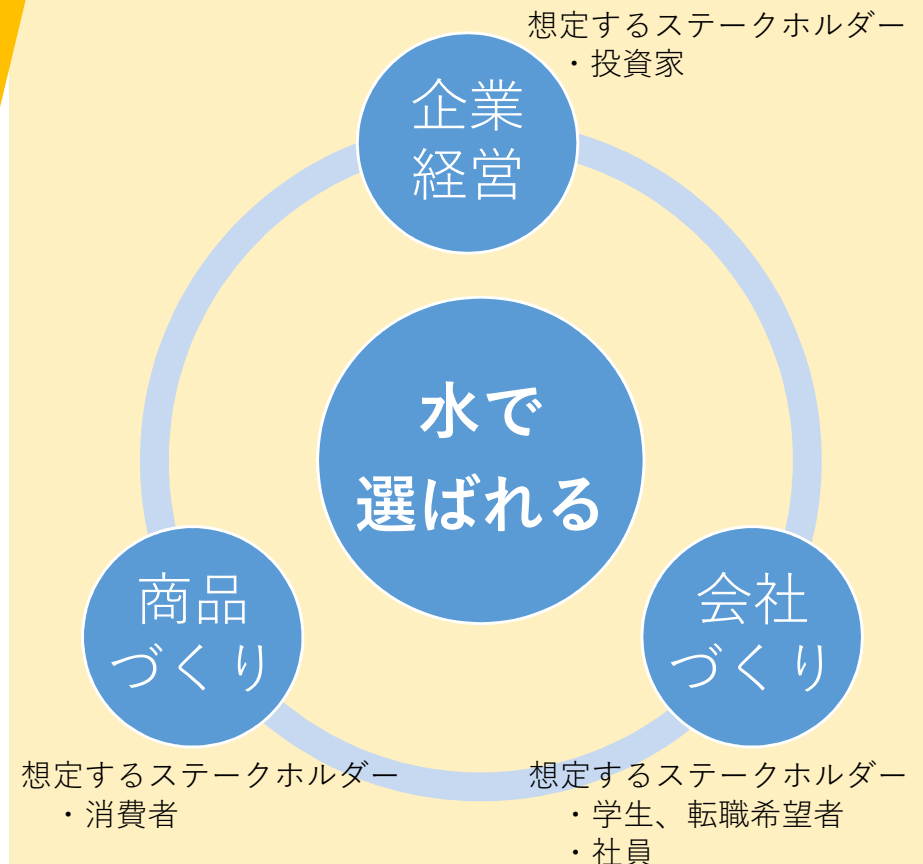 想定するステークホルダー
・投資家
企業
経営
水で
選ばれる
商品
づくり
会社
づくり
想定するステークホルダー
・消費者
想定するステークホルダー
・学生、転職希望者
・社員